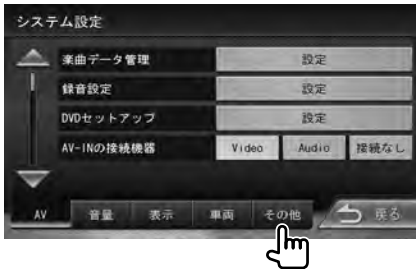 システム設定
楽曲データ管理 設定
録音設定 設定
DVDセットアップ 設定
AV-INの接続機器 Video Audio 接続なし
AV 音量 表示 車両 その他 戻る